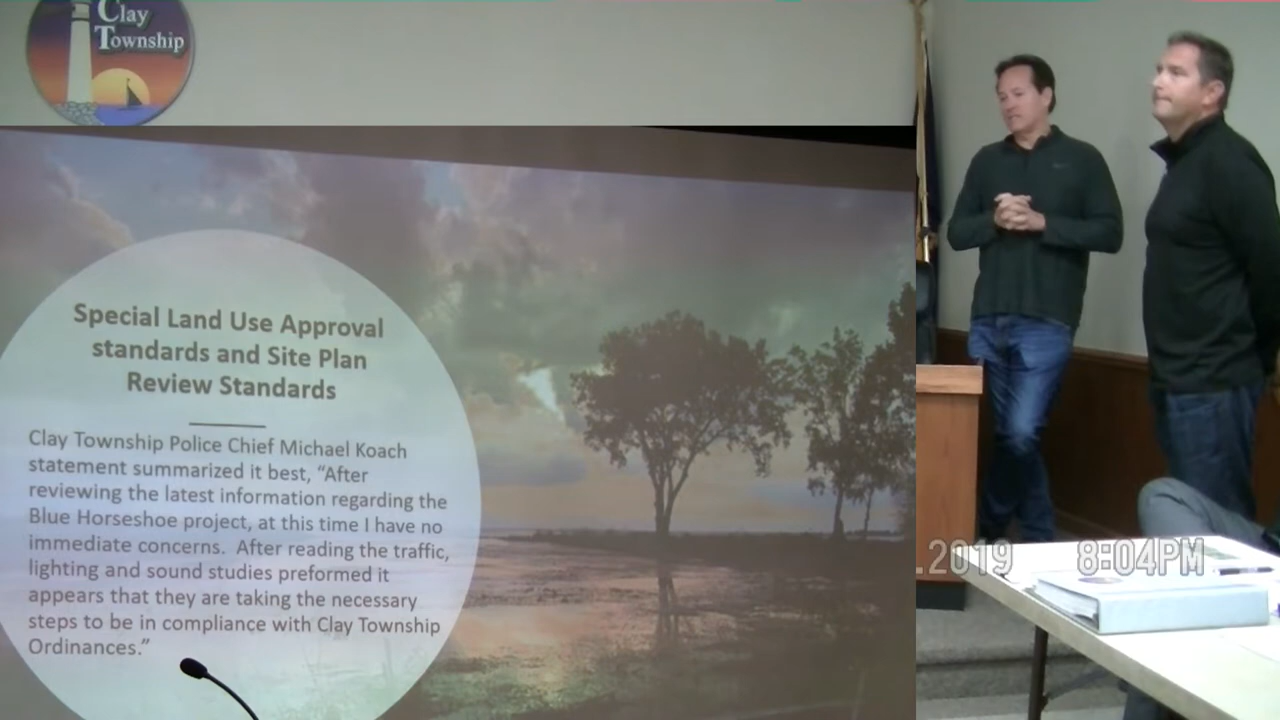 Clay
Township
Special Land Use Approval
standards and Site Plan
Review Standards
Clay Township Police Chief Michael Koach
statement summarized it best, “After
reviewing the latest information regarding the
Blue Horseshoe project, at this time I have no
immediate concerns.  After reading the traffic,
lighting and sound studies preformed it
appears that they are taking the necessary
steps to be in compliance with Clay Township
Ordinances.”
.2019 8:04PM